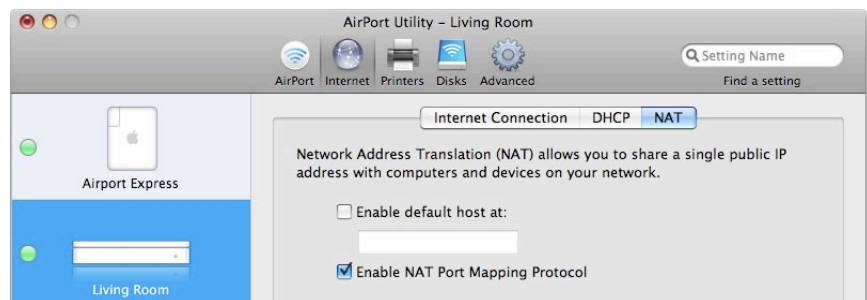 AirPort Utility – Living Room
Setting Name
AirPort Internet Printers Disks Advanced
Find a setting
Internet Connection DHCP NAT
Network Address Translation (NAT) allows you to share a single public IP
address with computers and devices on your network.
Airport Express
Enable default host at:
Enable NAT Port Mapping Protocol
Living Room